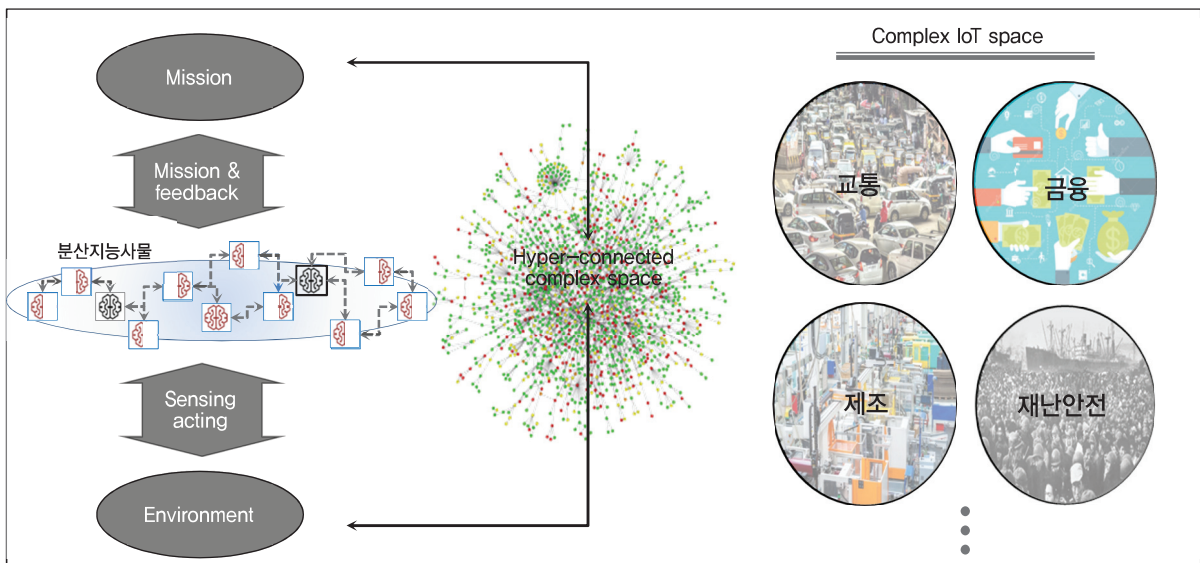 Mission
Mission &
feedback
분산지능사물
Sensing
acting
Environment
Hyper–connected
complex space
Complex IoT space
교통
금융
제조
재난안전